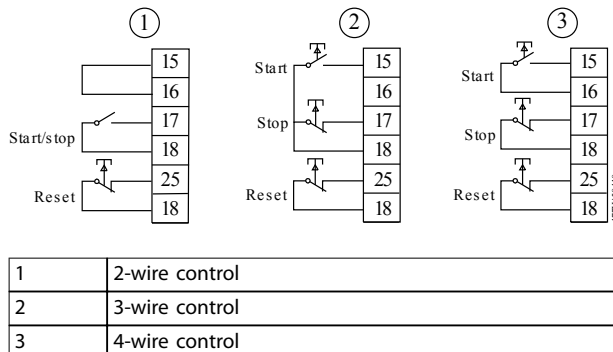 1 2 3
15 15 15
Start Start
16 16 16
17 17 17
Start/stop Stop Stop
18 18 18
25 25 25
Reset Reset Reset
18 18 18
1 2-wire control
2 3-wire control
3 4-wire control